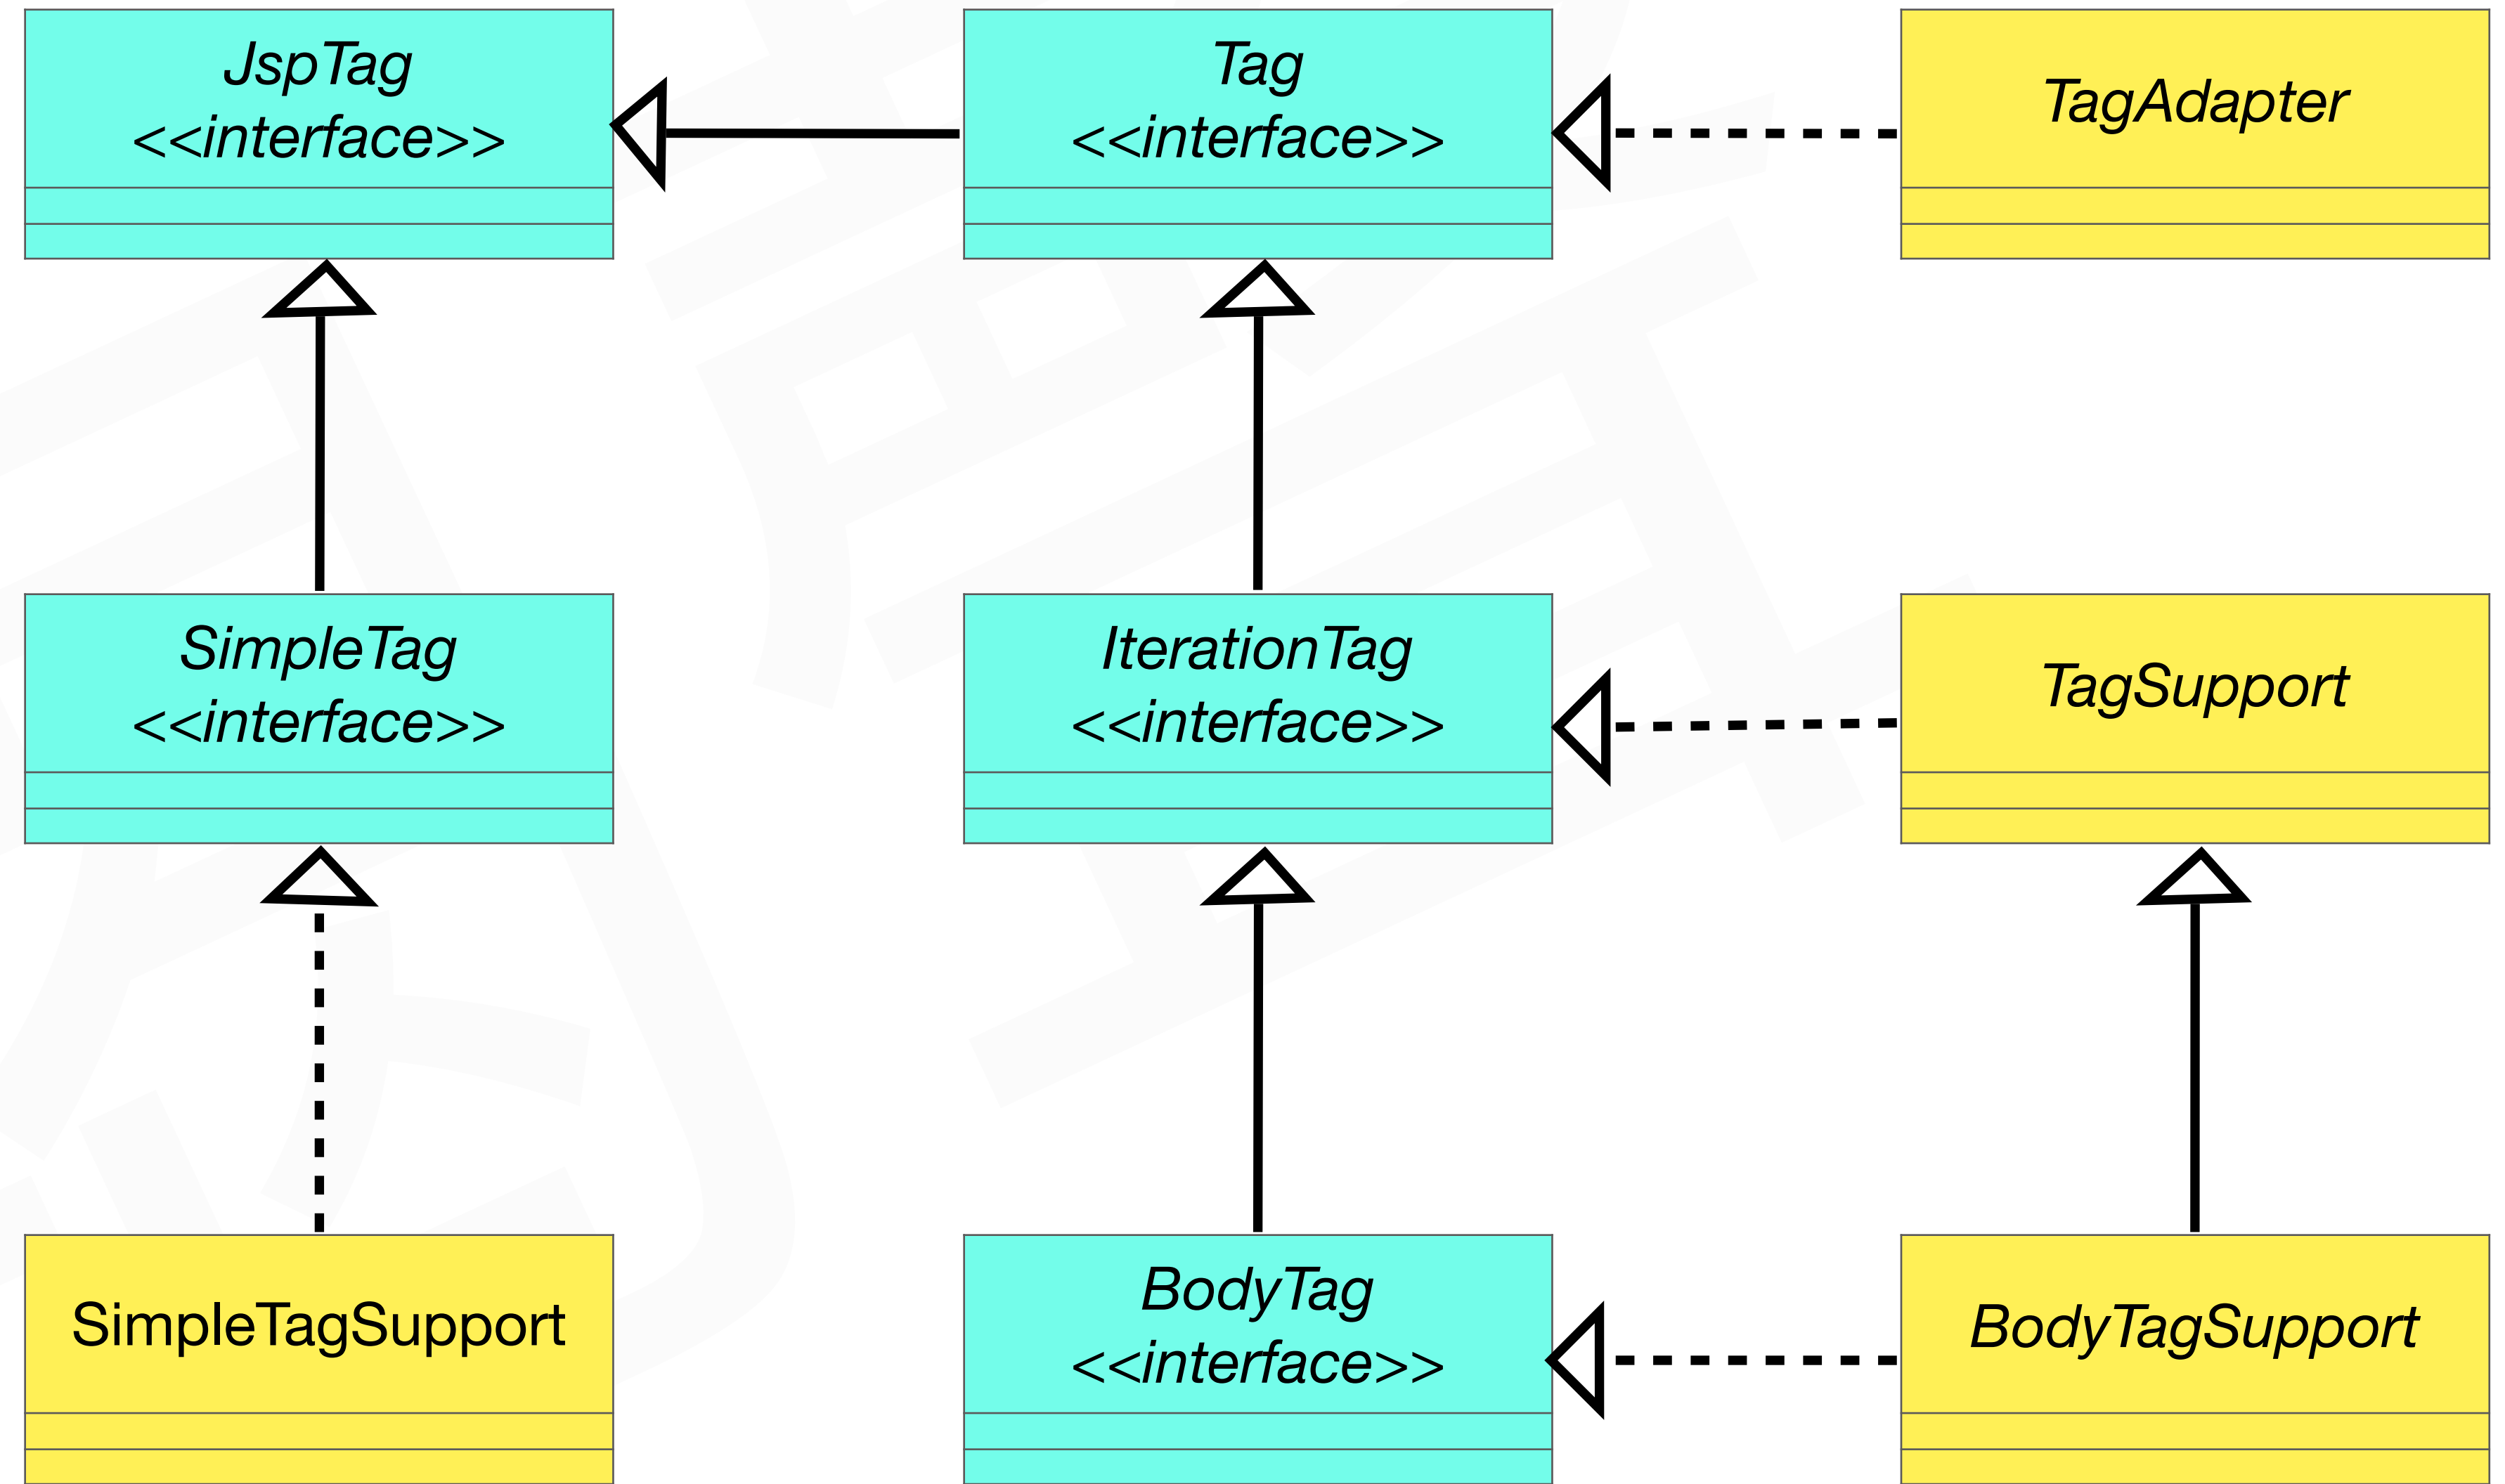 JspTag
<<interface>>
Tag
<<interface>>
TagAdapter
SimpleTag
<<interface>>
IterationTag
<<interface>>
TagSupport
SimpleTagSupport
BodyTag
<<interface>>
BodyTagSupport